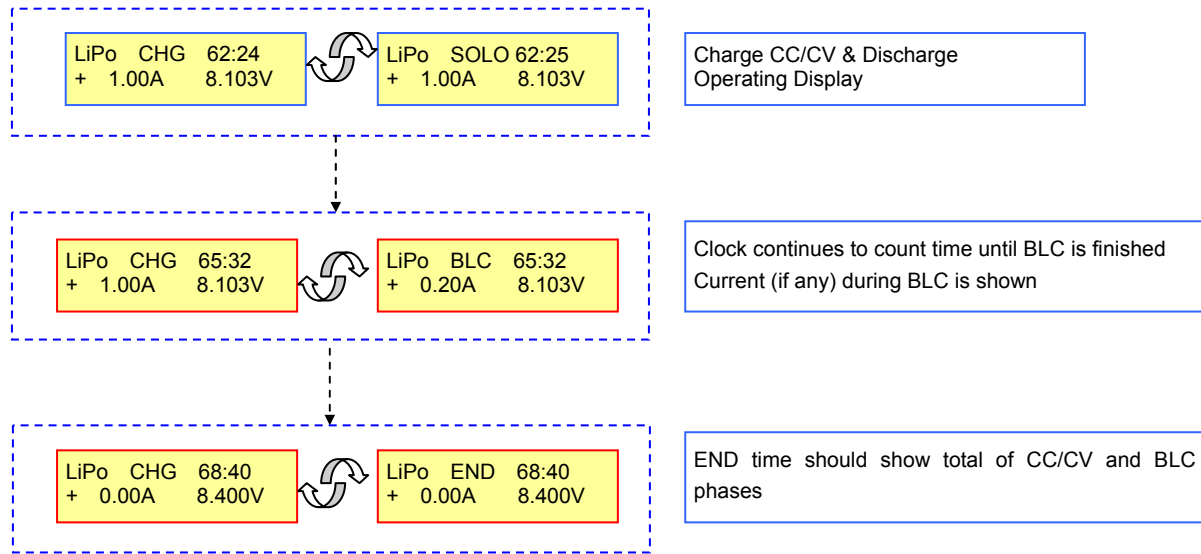 LiPo CHG 62:24
+ 1.00A 8.103V
LiPo SOLO 62:25
+ 1.00A 8.103V
Charge CC/CV & Discharge
Operating Display
LiPo CHG 65:32
+ 1.00A 8.103V
LiPo BLC 65:32
+ 0.20A 8.103V
Clock continues to count time until BLC is finished
Current (if any) during BLC is shown
LiPo CHG 68:40
+ 0.00A 8.400V
LiPo END 68:40
+ 0.00A 8.400V
END time should show total of CC/CV and BLC
phases